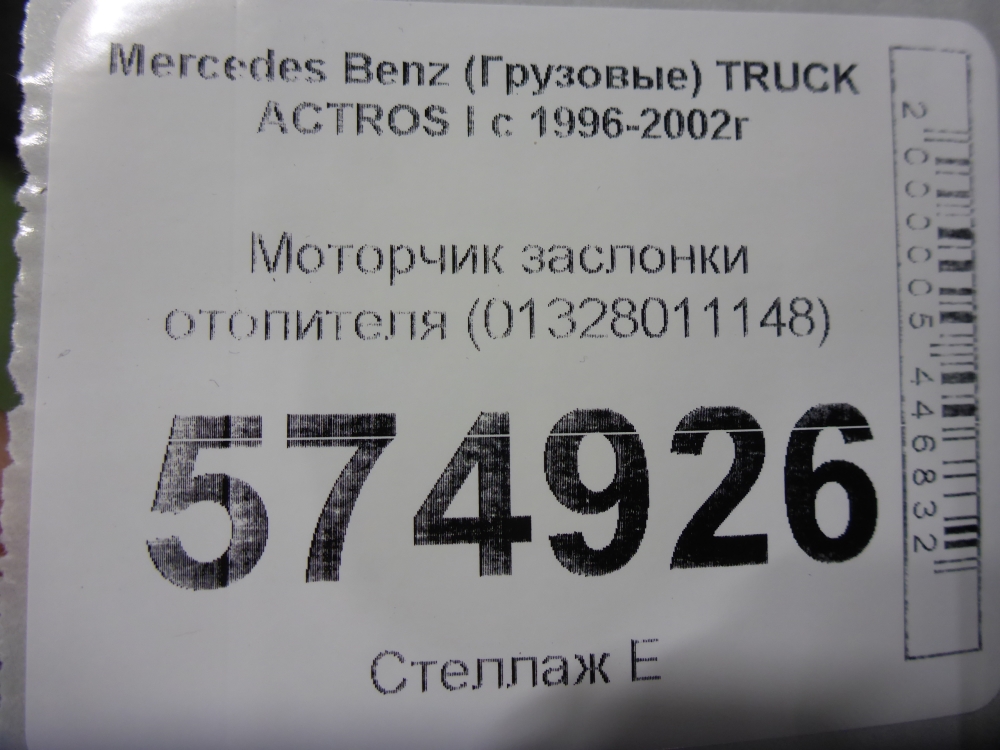 Mercedes Benz (Грузовые) TRUCK
ACTROS I с 1996-2002г
Моторчик заслонки
отопителя (01328011148)
574926
Стеллаж Е
2000005446832